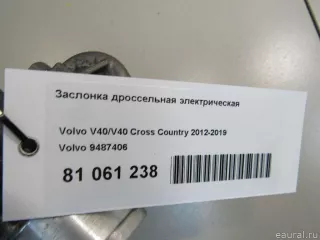 Заслонка дроссельная электрическая
Volvo V40/V40 Cross Country 2012-2019
Volvo 9487406
81 061 238
© eaural.ru